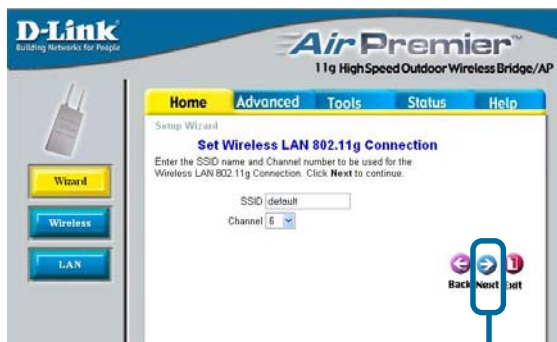 D-Link
Building Networks for People
Air Premier™
11g High Speed Outdoor Wireless Bridge/AP
Home Advanced Tools Status Help
Setup Wizard
Set Wireless LAN 802.11g Connection
Enter the SSID name and Channel number to be used for the
Wireless LAN 802.11g Connection. Click Next to continue.
SSID default
Channel 6
Wizard
Wireless
LAN
Back Next Exit